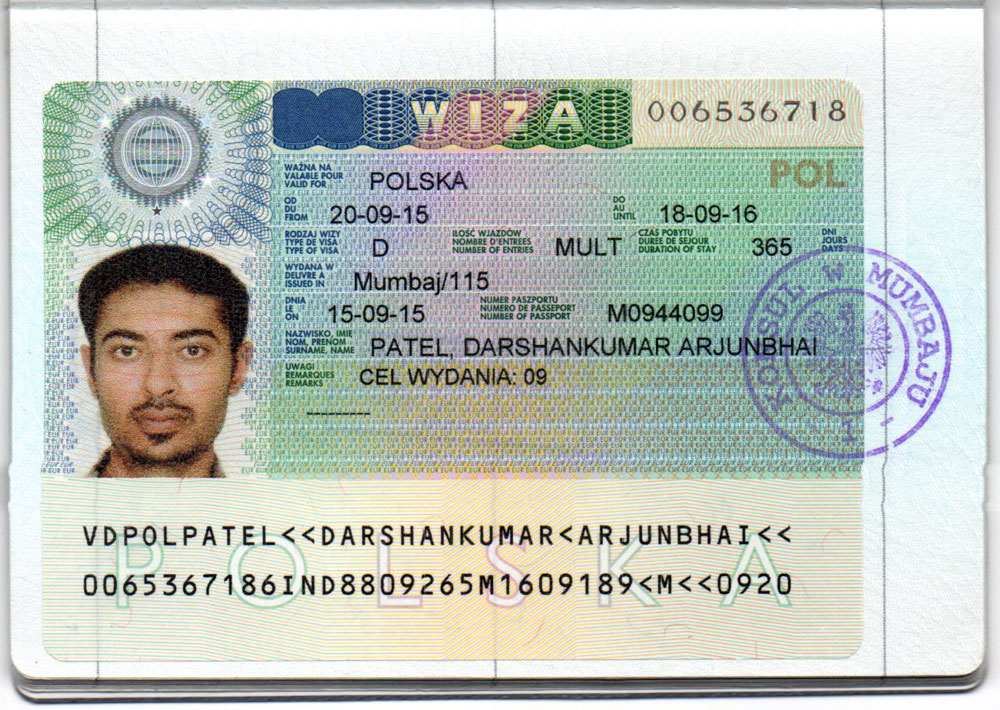 WIZA 006536718
POL
WAŻNA NA
VALABLE POUR
VALID FOR
POLSKA
OD
DU
FROM
20-09-15
DO
AU
UNTIL
18-09-16
RODZAJ WIZY
TYPE DE VISA
TYPE OF VISA
D
ILOŚĆ WJAZDÓW
NOMBRE D'ENTREES
NUMBER OF ENTRIES
MULT
CZAS POBYTU
DUREE DE SEJOUR
DURATION OF STAY
365
DNI
JOURS
DAYS
WYDANA W
DELIVRE A
ISSUED IN
Mumbaj/115
DNIA
LE
ON
15-09-15
NUMER PASZPORTU
NUMERO DE PASSEPORT
NUMBER OF PASSPORT
M0944099
NAZWISKO, IMIE
NOM, PRENOM
SURNAME, NAME
PATEL, DARSHANKUMAR ARJUNBHAI
UWAGI
REMARQUES
REMARKS
CEL WYDANIA: 09
KONSUL W MUMBAJU
1
VDPOLPATEL<<DARSHANKUMAR<ARJUNBHAI<<
0065367186IND8809265M1609189<M<<0920
POLSKA